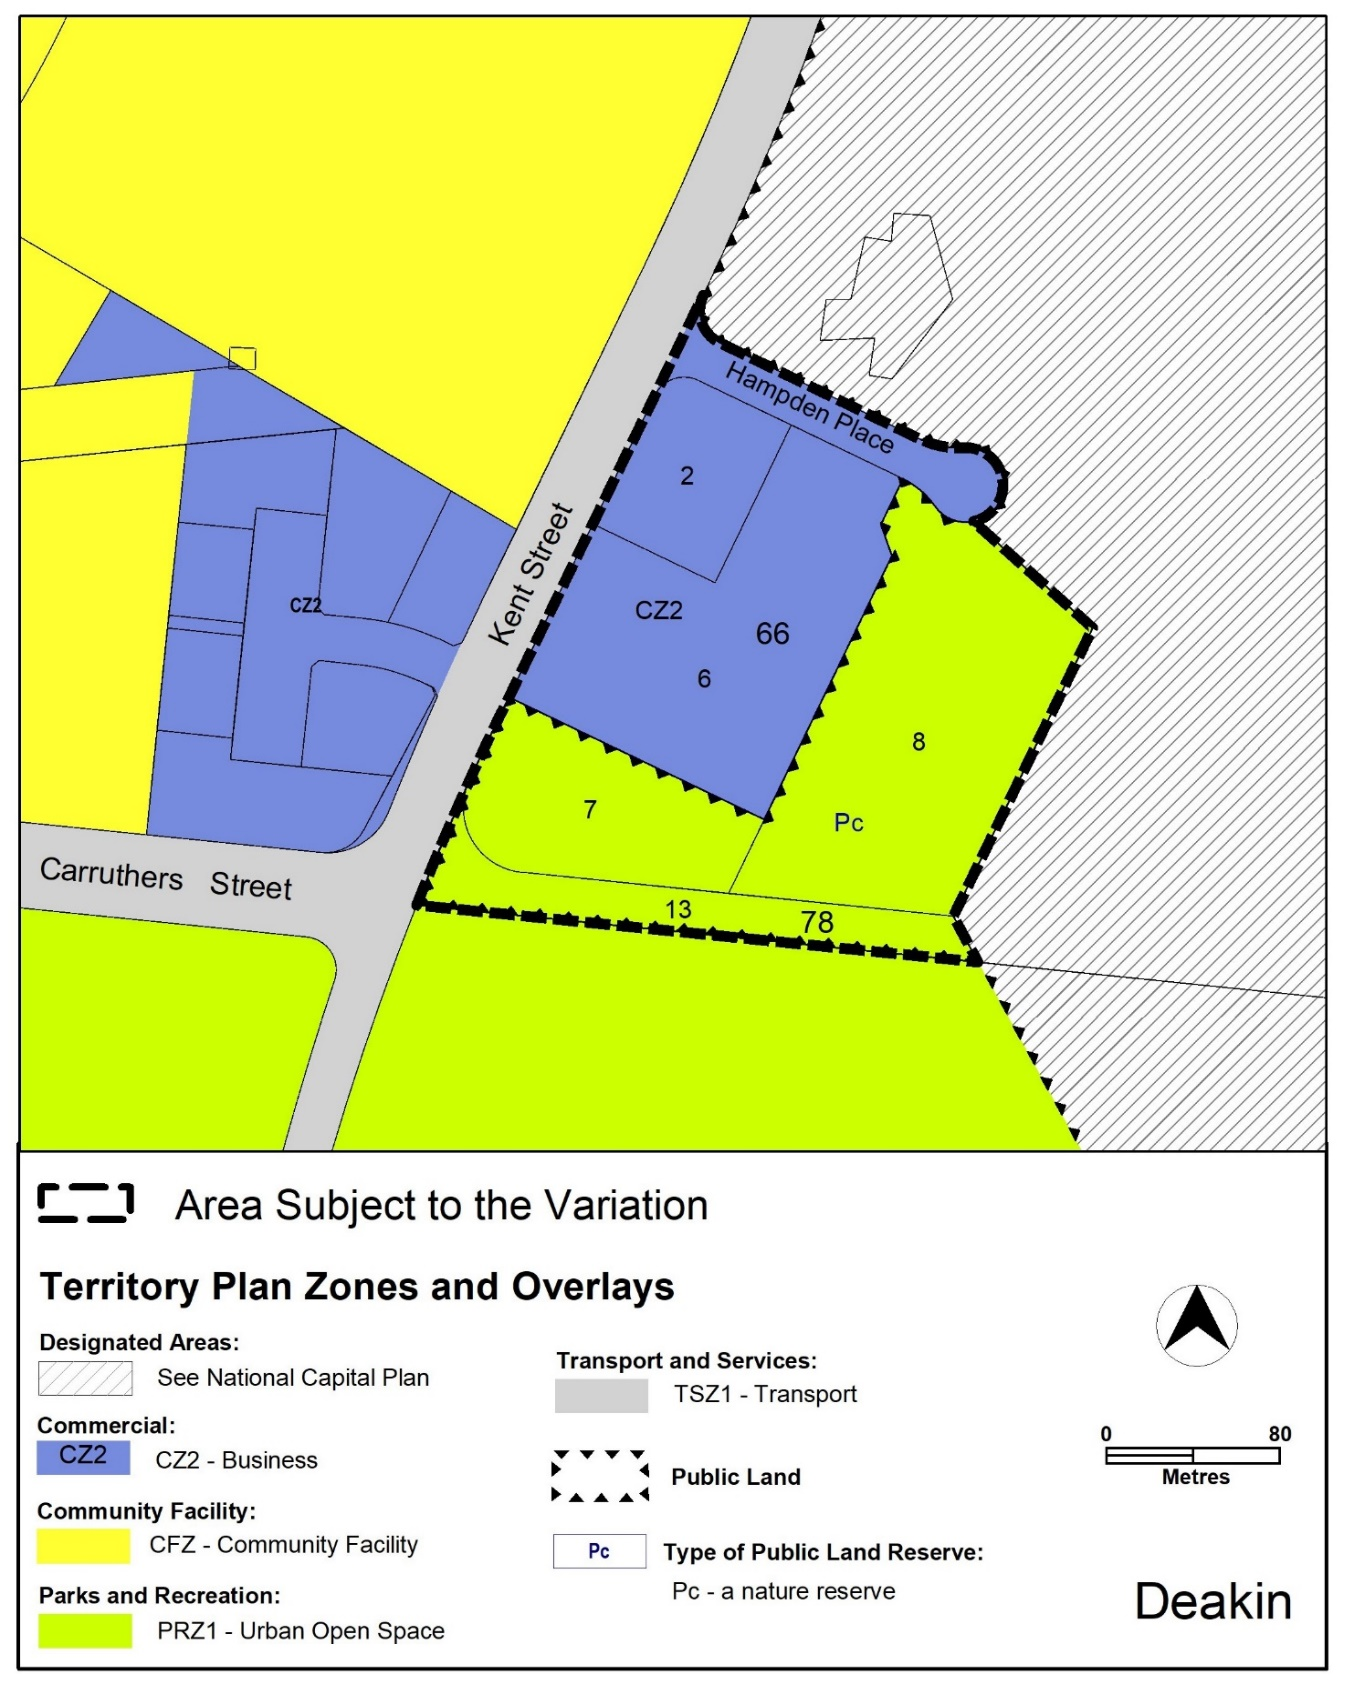 Hampden Place
2
Kent Street
CZ2
CZ2
66
6
8
7
Pc
Carruthers Street
13
78
Area Subject to the Variation
Territory Plan Zones and Overlays
Designated Areas:
See National Capital Plan
Commercial:
CZ2
CZ2 - Business
Community Facility:
CFZ - Community Facility
Parks and Recreation:
PRZ1 - Urban Open Space
Transport and Services:
TSZ1 - Transport
Public Land
Pc
Type of Public Land Reserve:
Pc - a nature reserve
0 80
Metres
Deakin